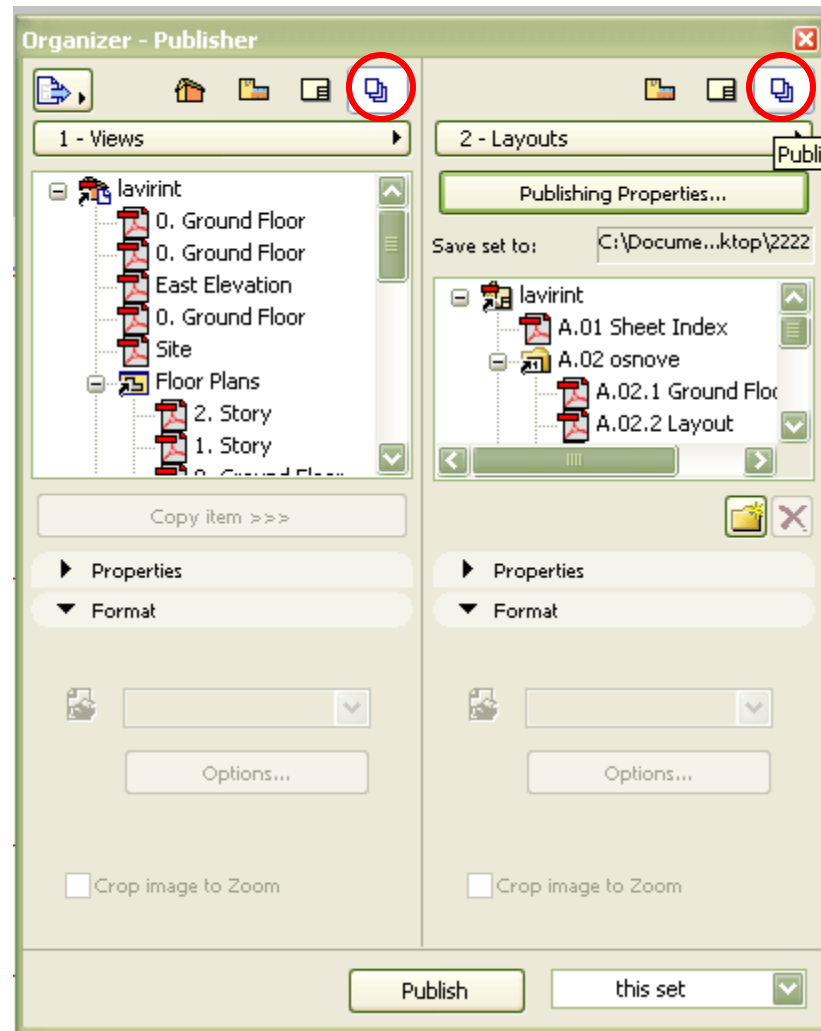 Organizer - Publisher
1 - Views
lavirint
0. Ground Floor
0. Ground Floor
East Elevation
0. Ground Floor
Site
Floor Plans
2. Story
1. Story
Copy item >>>
Properties
Format
Options...
Crop image to Zoom
2 - Layouts
Publi
Publishing Properties...
Save set to: C:\Docume...ktop\2222
lavirint
A.01 Sheet Index
A.02 osnove
A.02.1 Ground Floo
A.02.2 Layout
Properties
Format
Options...
Crop image to Zoom
Publish
this set